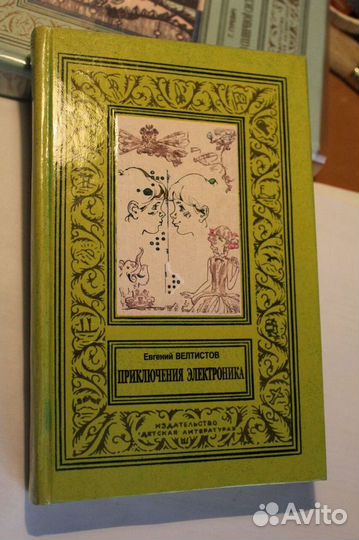 Евгений ВЕЛТИСТОВ
ПРИКЛЮЧЕНИЯ ЭЛЕКТРОНИКА
ИЗДАТЕЛЬСТВО
"ДЕТСКАЯ ЛИТЕРАТУРА"
Avito